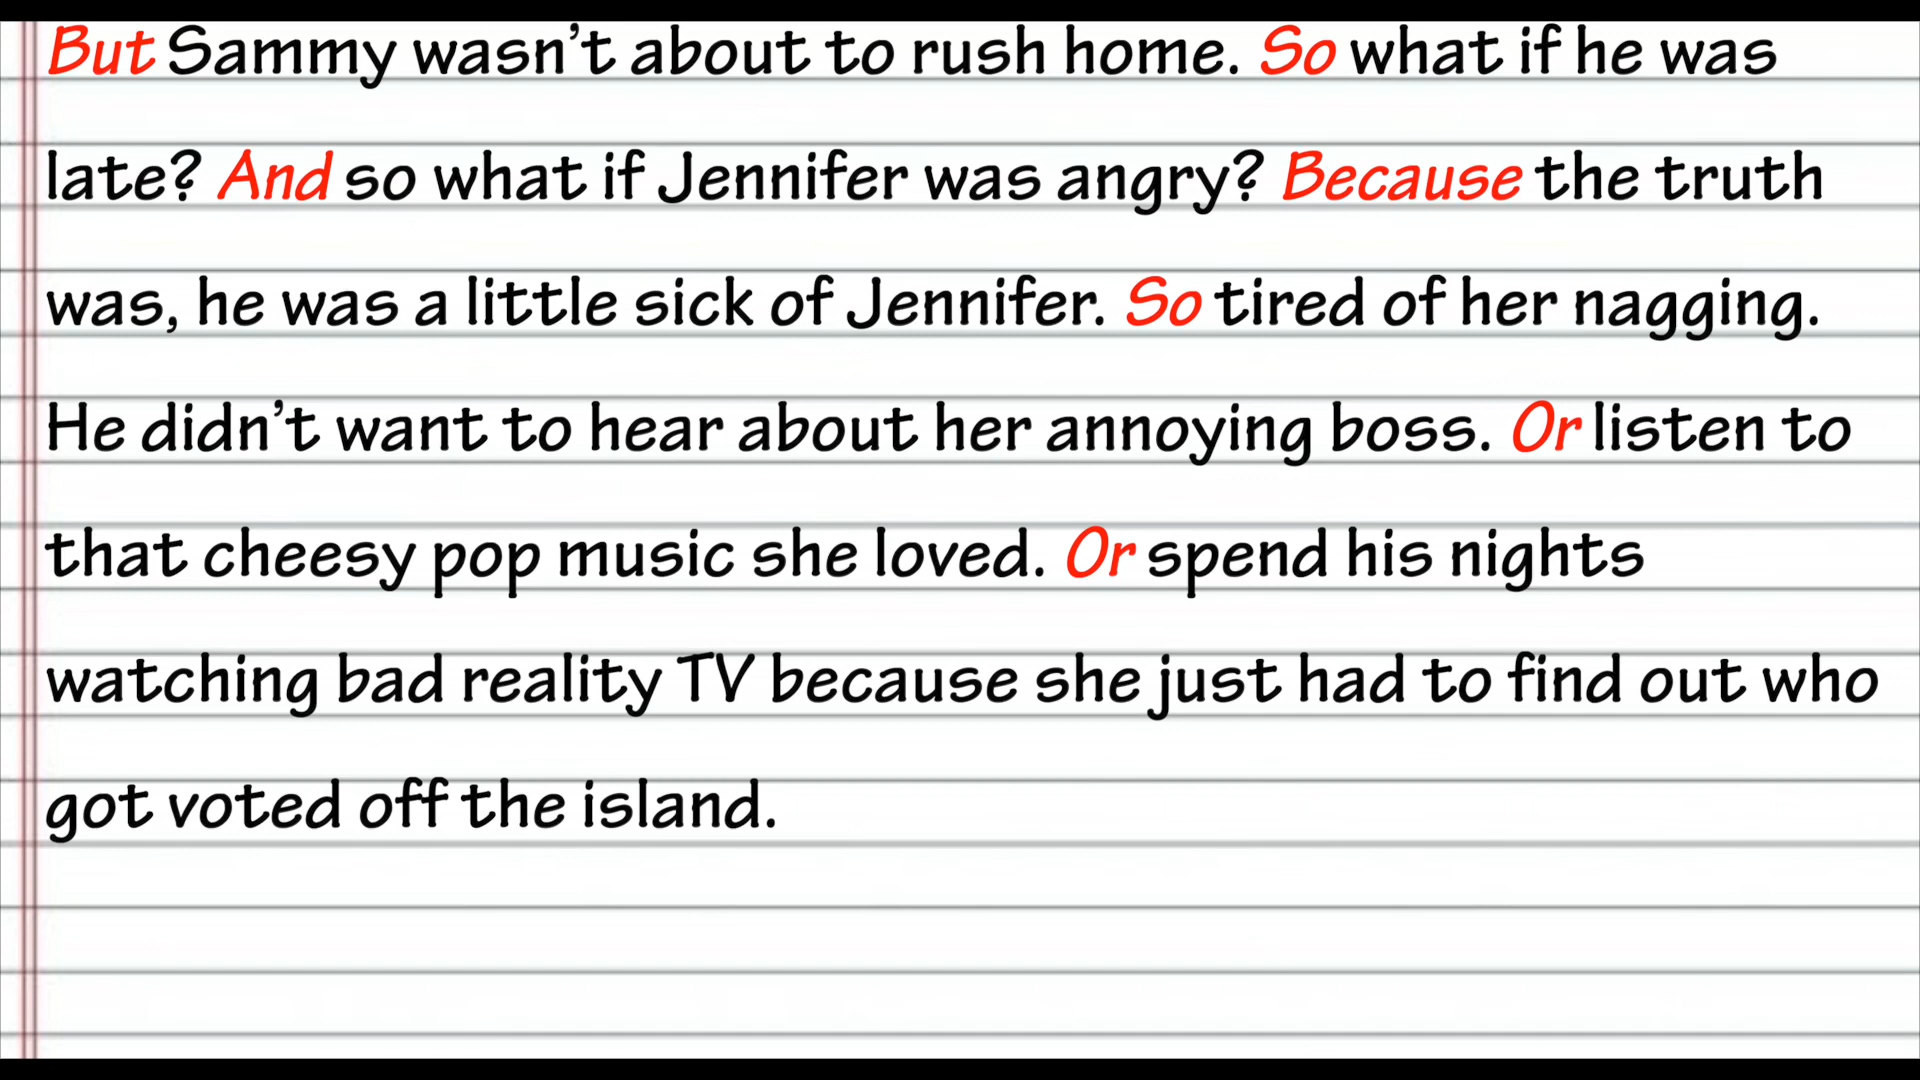 But Sammy wasn’t about to rush home. So what if he was
late? And so what if Jennifer was angry? Because the truth
was, he was a little sick of Jennifer. So tired of her nagging.
He didn’t want to hear about her annoying boss. Or listen to
that cheesy pop music she loved. Or spend his nights
watching bad reality TV because she just had to find out who
got voted off the island.